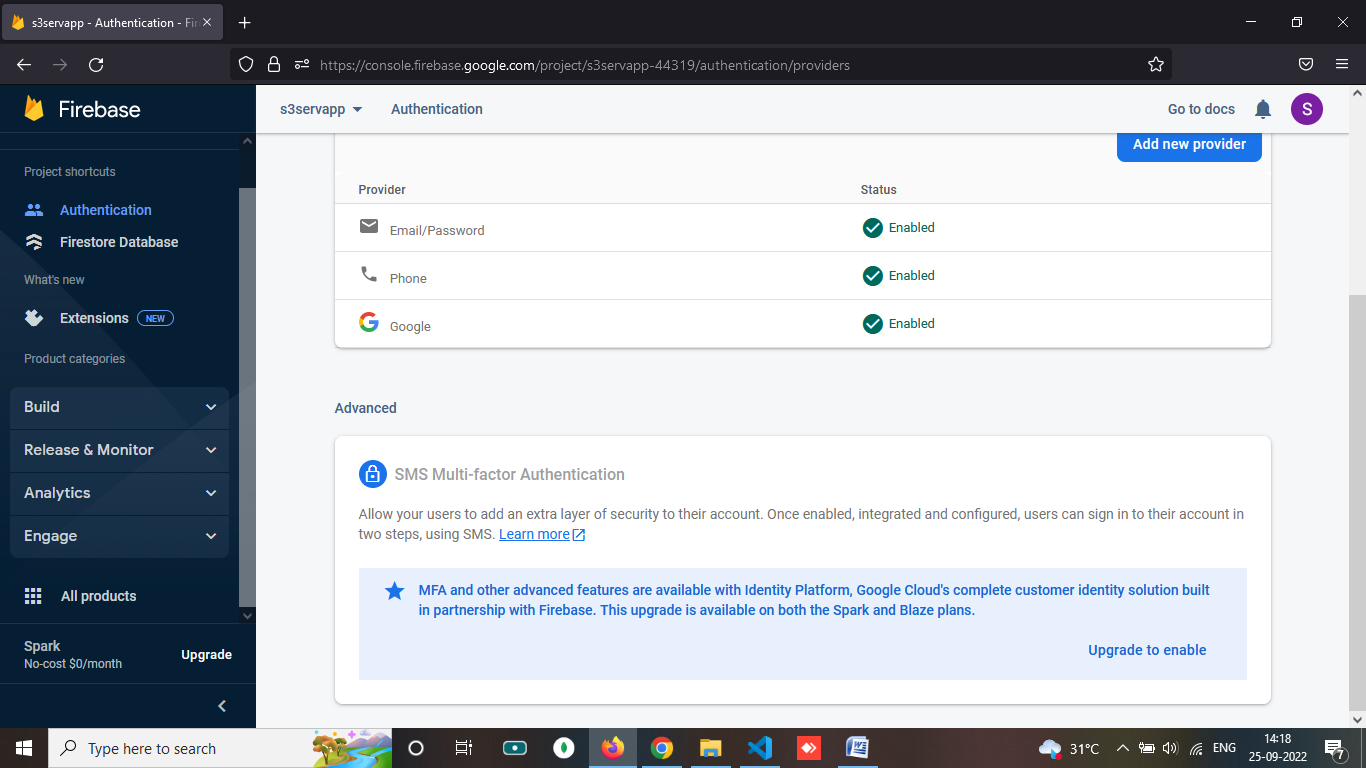 s3servapp - Authentication - Fir
https://console.firebase.google.com/project/s3servapp-44319/authentication/providers
Firebase
s3servapp
Authentication
Go to docs
S
Project shortcuts
Authentication
Firestore Database
What's new
Extensions
NEW
Product categories
Build
Release & Monitor
Analytics
Engage
All products
Spark
No-cost $0/month
Upgrade
Add new provider
Provider
Status
Email/Password
Enabled
Phone
Enabled
Google
Enabled
Advanced
SMS Multi-factor Authentication
Allow your users to add an extra layer of security to their account. Once enabled, integrated and configured, users can sign in to their account in
two steps, using SMS. Learn more
MFA and other advanced features are available with Identity Platform, Google Cloud's complete customer identity solution built
in partnership with Firebase. This upgrade is available on both the Spark and Blaze plans.
Upgrade to enable
Type here to search
31°C
ENG
14:18
25-09-2022
7